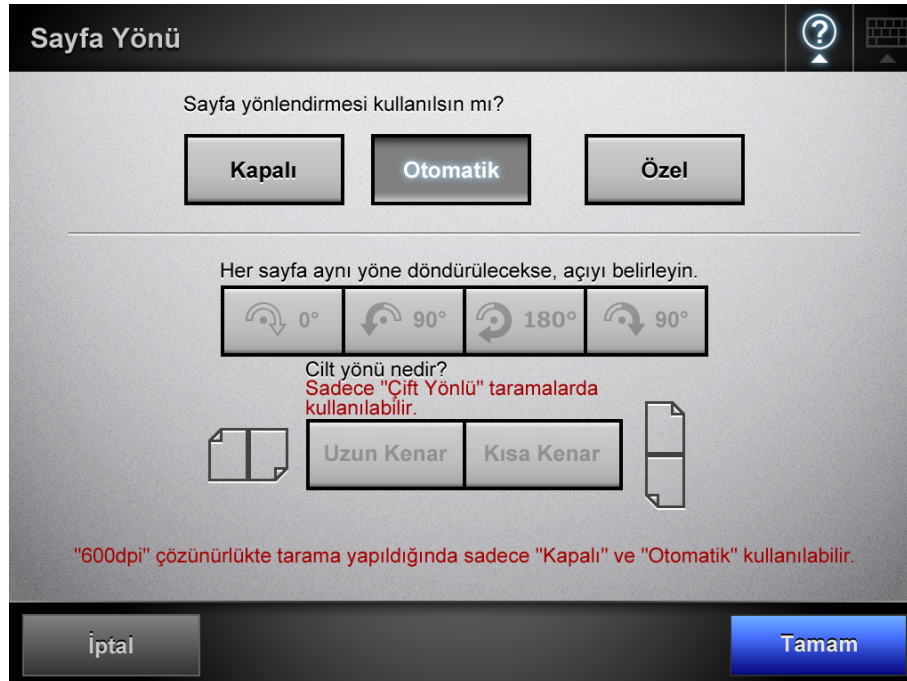 Sayfa Yönü
Sayfa yönlendirmesi kullanılsın mı?
Kapalı Otomatik Özel
Her sayfa aynı yöne döndürülecekse, açıyı belirleyin.
0° 90° 180° 90°
Cilt yönü nedir?
Sadece "Çift Yönlü" taramalarda
kullanılabilir.
Uzun Kenar Kısa Kenar
"600dpi" çözünürlükte tarama yapıldığında sadece "Kapalı" ve "Otomatik" kullanılabilir.
İptal Tamam